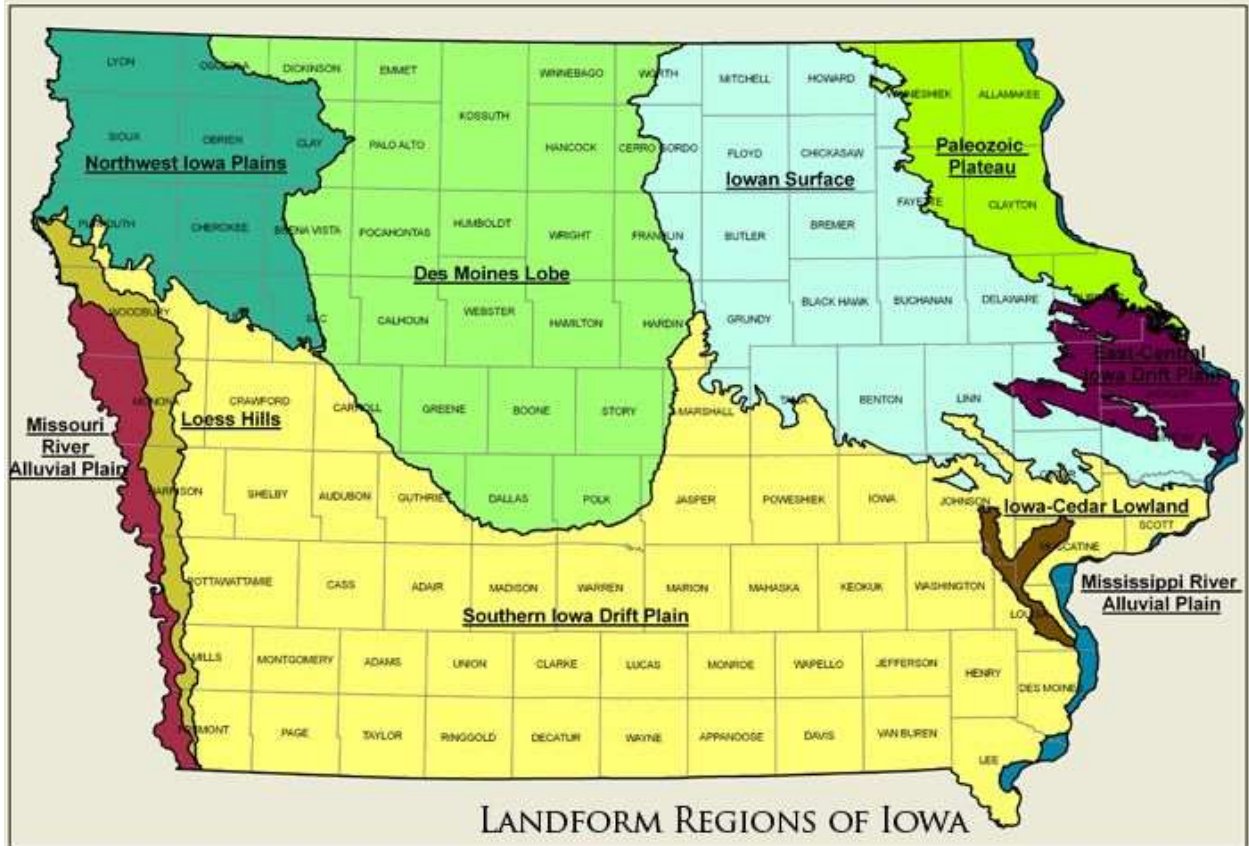 LYON
OSCEOLA
DICKINSON
EMMET
WINNEBAGO
WORTH
MITCHELL
HOWARD
WINNESHIEK
ALLAMAKEE
KOSSUTH
SIOUX
OBRIEN
CLAY
PALO ALTO
HANCOCK
CERRO GORDO
FLOYD
CHICKASAW
Northwest Iowa Plains
Iowan Surface
Paleozoic
Plateau
FAYETTE
CLAYTON
PLYMOUTH
CHEROKEE
BUENA VISTA
POCAHONTAS
HUMBOLDT
WRIGHT
FRANKLIN
BUTLER
BREMER
Des Moines Lobe
WOODBURY
SAC
CALHOUN
WEBSTER
HAMILTON
HARDIN
GRUNDY
BLACK HAWK
BUCHANAN
DELAWARE
East-Central
Iowa Drift Plain
MONONA
CRAWFORD
CARROLL
GREENE
BOONE
STORY
MARSHALL
TAMA
BENTON
LINN
Loess Hills
Missouri
River
Alluvial Plain
HARRISON
SHELBY
AUDUBON
GUTHRIE
DALLAS
POLK
JASPER
POWESHIEK
IOWA
JOHNSON
CEDAR
Iowa-Cedar Lowland
SCOTT
MUSCATINE
POTTAWATTAMIE
CASS
ADAIR
MADISON
WARREN
MARION
MAHASKA
KEOKUK
WASHINGTON
LOUISA
Mississippi River
Alluvial Plain
Southern Iowa Drift Plain
MILLS
MONTGOMERY
ADAMS
UNION
CLARKE
LUCAS
MONROE
WAPELLO
JEFFERSON
HENRY
DES MOINES
FREMONT
PAGE
TAYLOR
RINGGOLD
DECATUR
WAYNE
APPANOOSE
DAVIS
VAN BUREN
LEE
LANDFORM REGIONS OF IOWA